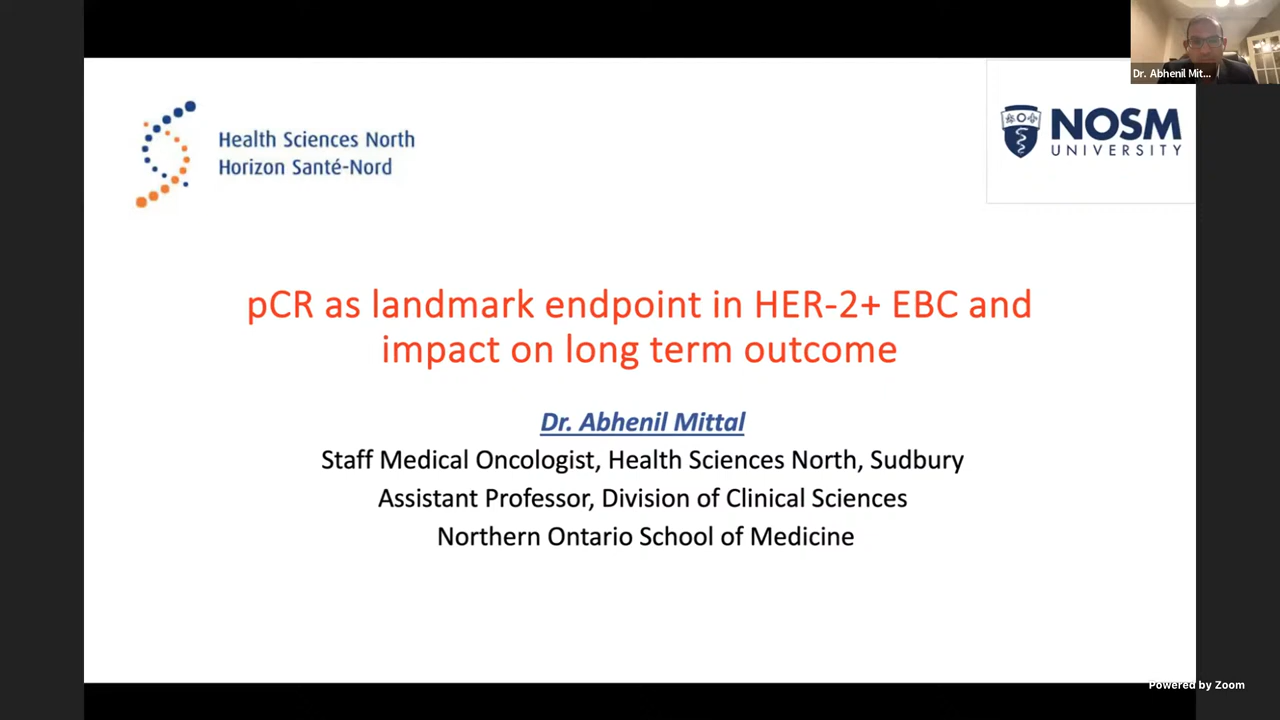 Dr. Abhenil Mit...
Health Sciences North
Horizon Santé-Nord
NOSM
UNIVERSITY
pCR as landmark endpoint in HER-2+ EBC and
impact on long term outcome
Dr. Abhenil Mittal
Staff Medical Oncologist, Health Sciences North, Sudbury
Assistant Professor, Division of Clinical Sciences
Northern Ontario School of Medicine
Powered by Zoom